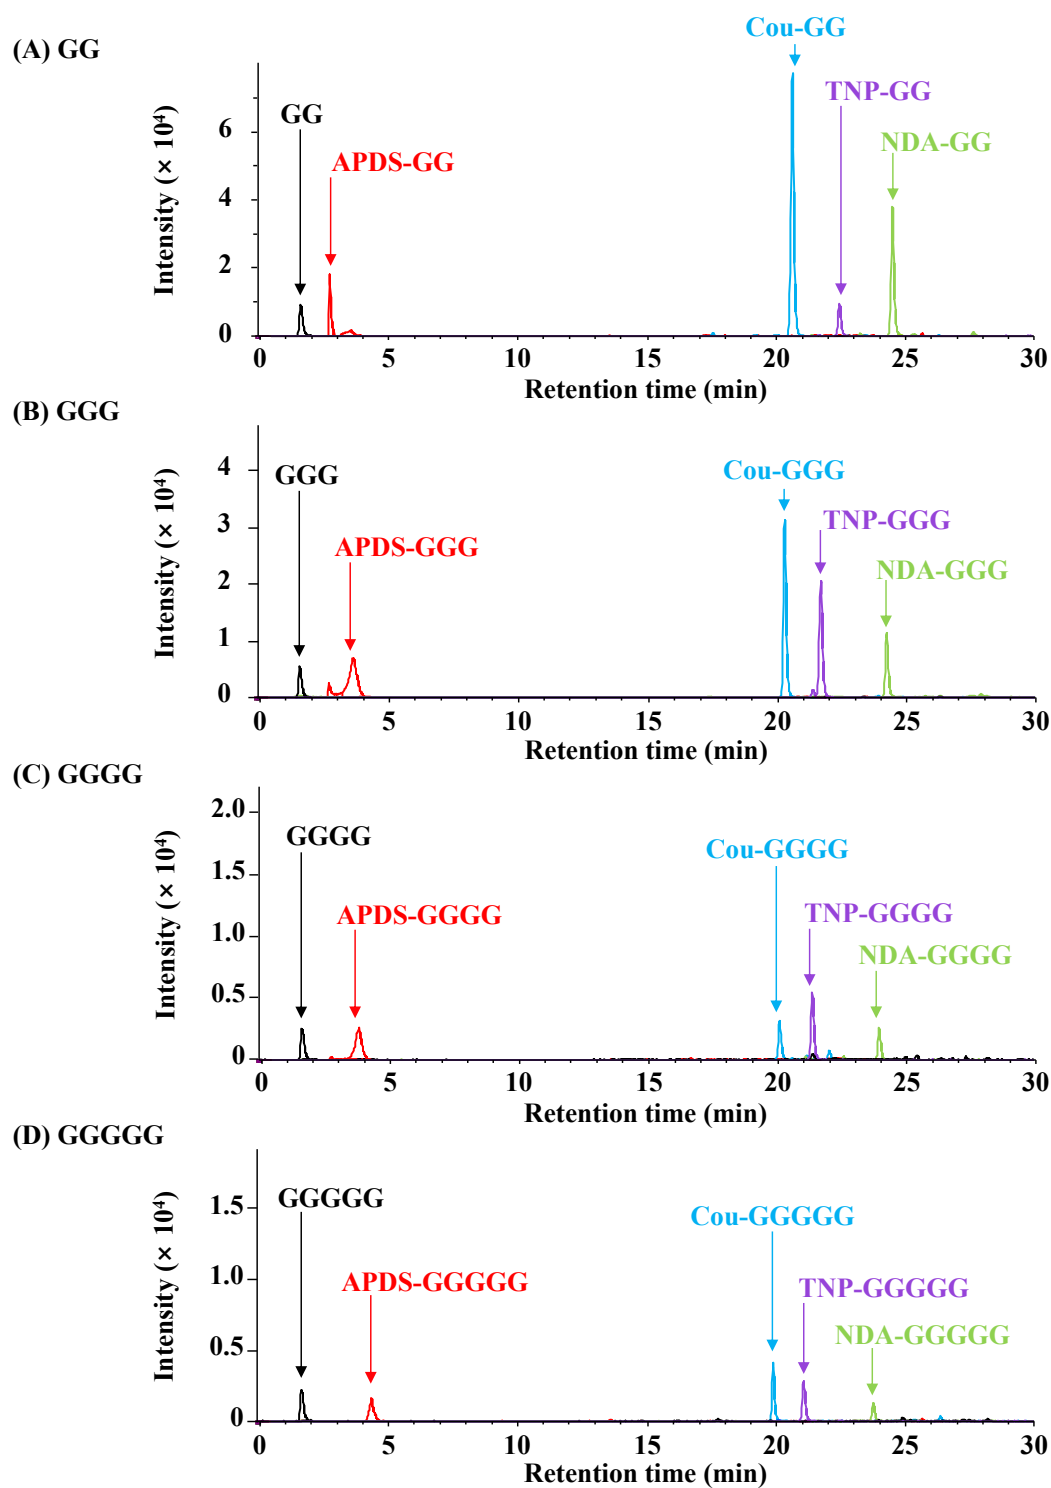 (A) GG
Cou-GG
TNP-GG
GG
NDA-GG
APDS-GG
Intensity (× 10⁴)
6
4
2
0
0 5 10 15 20 25 30
Retention time (min)
(B) GGG
GGG
Cou-GGG
TNP-GGG
APDS-GGG
NDA-GGG
Intensity (× 10⁴)
4
3
2
1
0
0 5 10 15 20 25 30
Retention time (min)
(C) GGGG
GGGG
Cou-GGGG
APDS-GGGG
TNP-GGGG
NDA-GGGG
Intensity (× 10⁴)
2.0
1.5
1.0
0.5
0
0 5 10 15 20 25 30
Retention time (min)
(D) GGGGG
GGGGG
Cou-GGGGG
APDS-GGGGG
TNP-GGGGG
NDA-GGGGG
Intensity (× 10⁴)
1.5
1.0
0.5
0
0 5 10 15 20 25 30
Retention time (min)